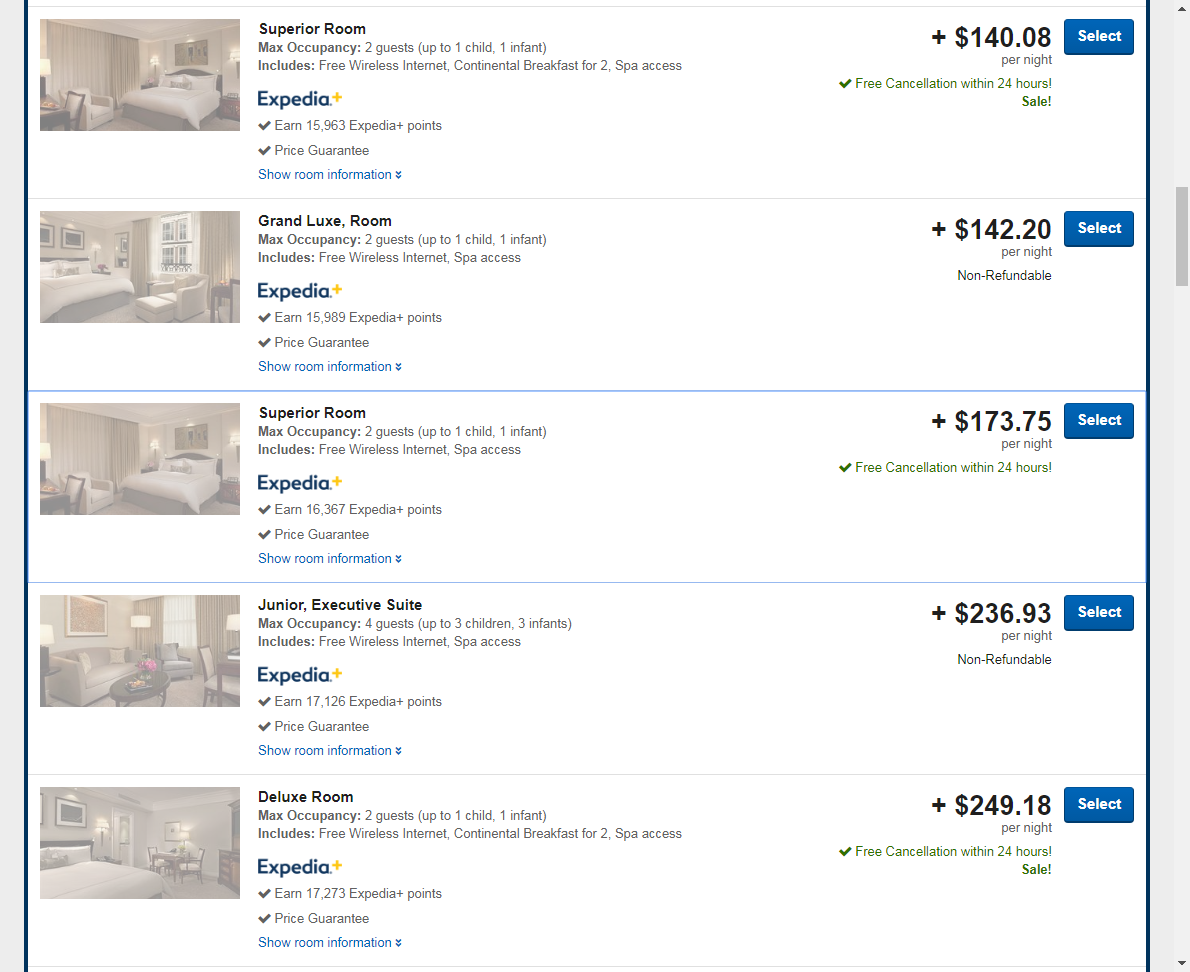 Superior Room
Max Occupancy: 2 guests (up to 1 child, 1 infant)
Includes: Free Wireless Internet, Continental Breakfast for 2, Spa access
Expedia+
Earn 15,963 Expedia+ points
Price Guarantee
Show room information
+ $140.08
per night
Free Cancellation within 24 hours!
Sale!
Select
Grand Luxe, Room
Max Occupancy: 2 guests (up to 1 child, 1 infant)
Includes: Free Wireless Internet, Spa access
Expedia+
Earn 15,989 Expedia+ points
Price Guarantee
Show room information
+ $142.20
per night
Non-Refundable
Select
Superior Room
Max Occupancy: 2 guests (up to 1 child, 1 infant)
Includes: Free Wireless Internet, Spa access
Expedia+
Earn 16,367 Expedia+ points
Price Guarantee
Show room information
+ $173.75
per night
Free Cancellation within 24 hours!
Select
Junior, Executive Suite
Max Occupancy: 4 guests (up to 3 children, 3 infants)
Includes: Free Wireless Internet, Spa access
Expedia+
Earn 17,126 Expedia+ points
Price Guarantee
Show room information
+ $236.93
per night
Non-Refundable
Select
Deluxe Room
Max Occupancy: 2 guests (up to 1 child, 1 infant)
Includes: Free Wireless Internet, Continental Breakfast for 2, Spa access
Expedia+
Earn 17,273 Expedia+ points
Price Guarantee
Show room information
+ $249.18
per night
Free Cancellation within 24 hours!
Sale!
Select